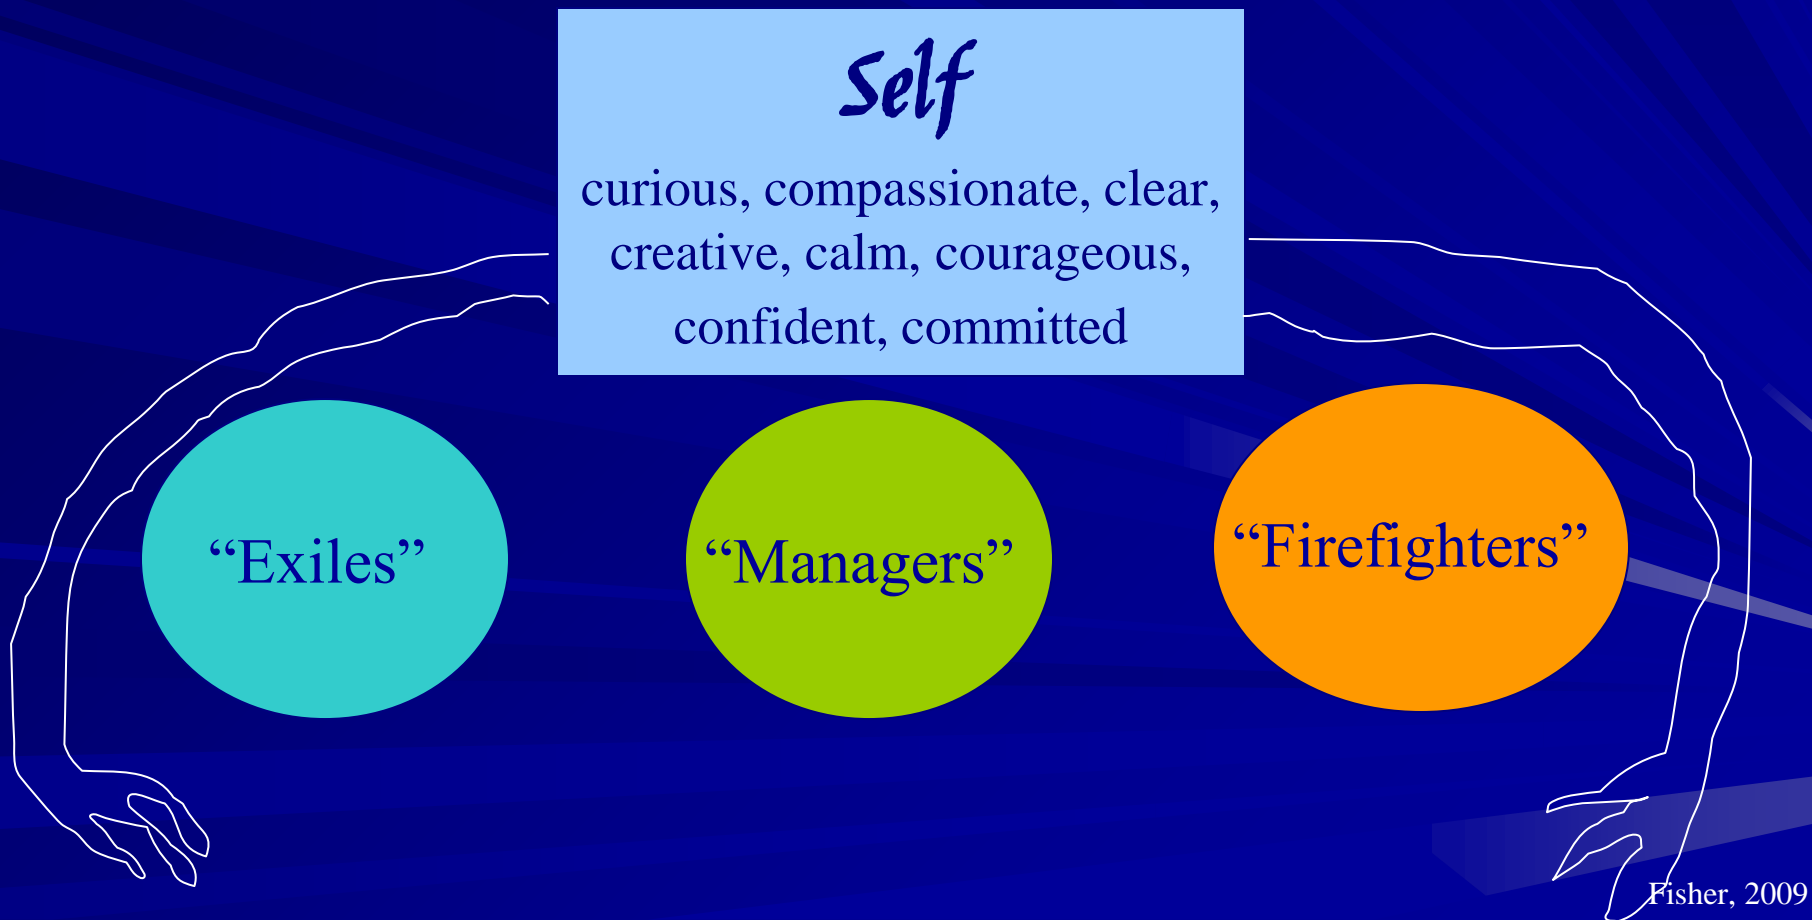 Self
curious, compassionate, clear,
creative, calm, courageous,
confident, committed
“Exiles”
“Managers”
“Firefighters”
Fisher, 2009